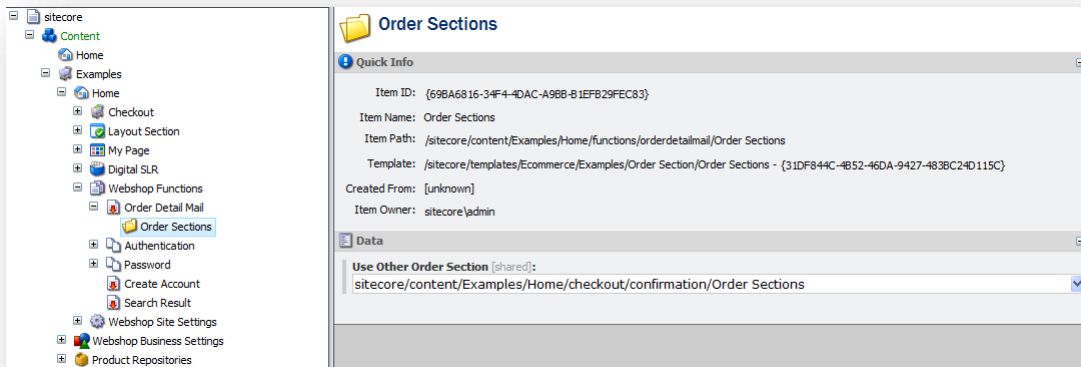 sitecore
Content
Home
Examples
Home
Checkout
Layout Section
My Page
Digital SLR
Webshop Functions
Order Detail Mail
Order Sections
Authentication
Password
Create Account
Search Result
Webshop Site Settings
Webshop Business Settings
Product Repositories
Order Sections
Quick Info
Item ID: {69BA6816-34F4-4DAC-A9BB-B1EFB29FEC83}
Item Name: Order Sections
Item Path: /sitecore/content/Examples/Home/functions/orderdetailmail/Order Sections
Template: /sitecore/templates/Ecommerce/Examples/Order Section/Order Sections - {31DF844C-4B52-46DA-9427-483BC24D115C}
Created From: [unknown]
Item Owner: sitecore\admin
Data
Use Other Order Section [shared]:
sitecore/content/Examples/Home/checkout/confirmation/Order Sections